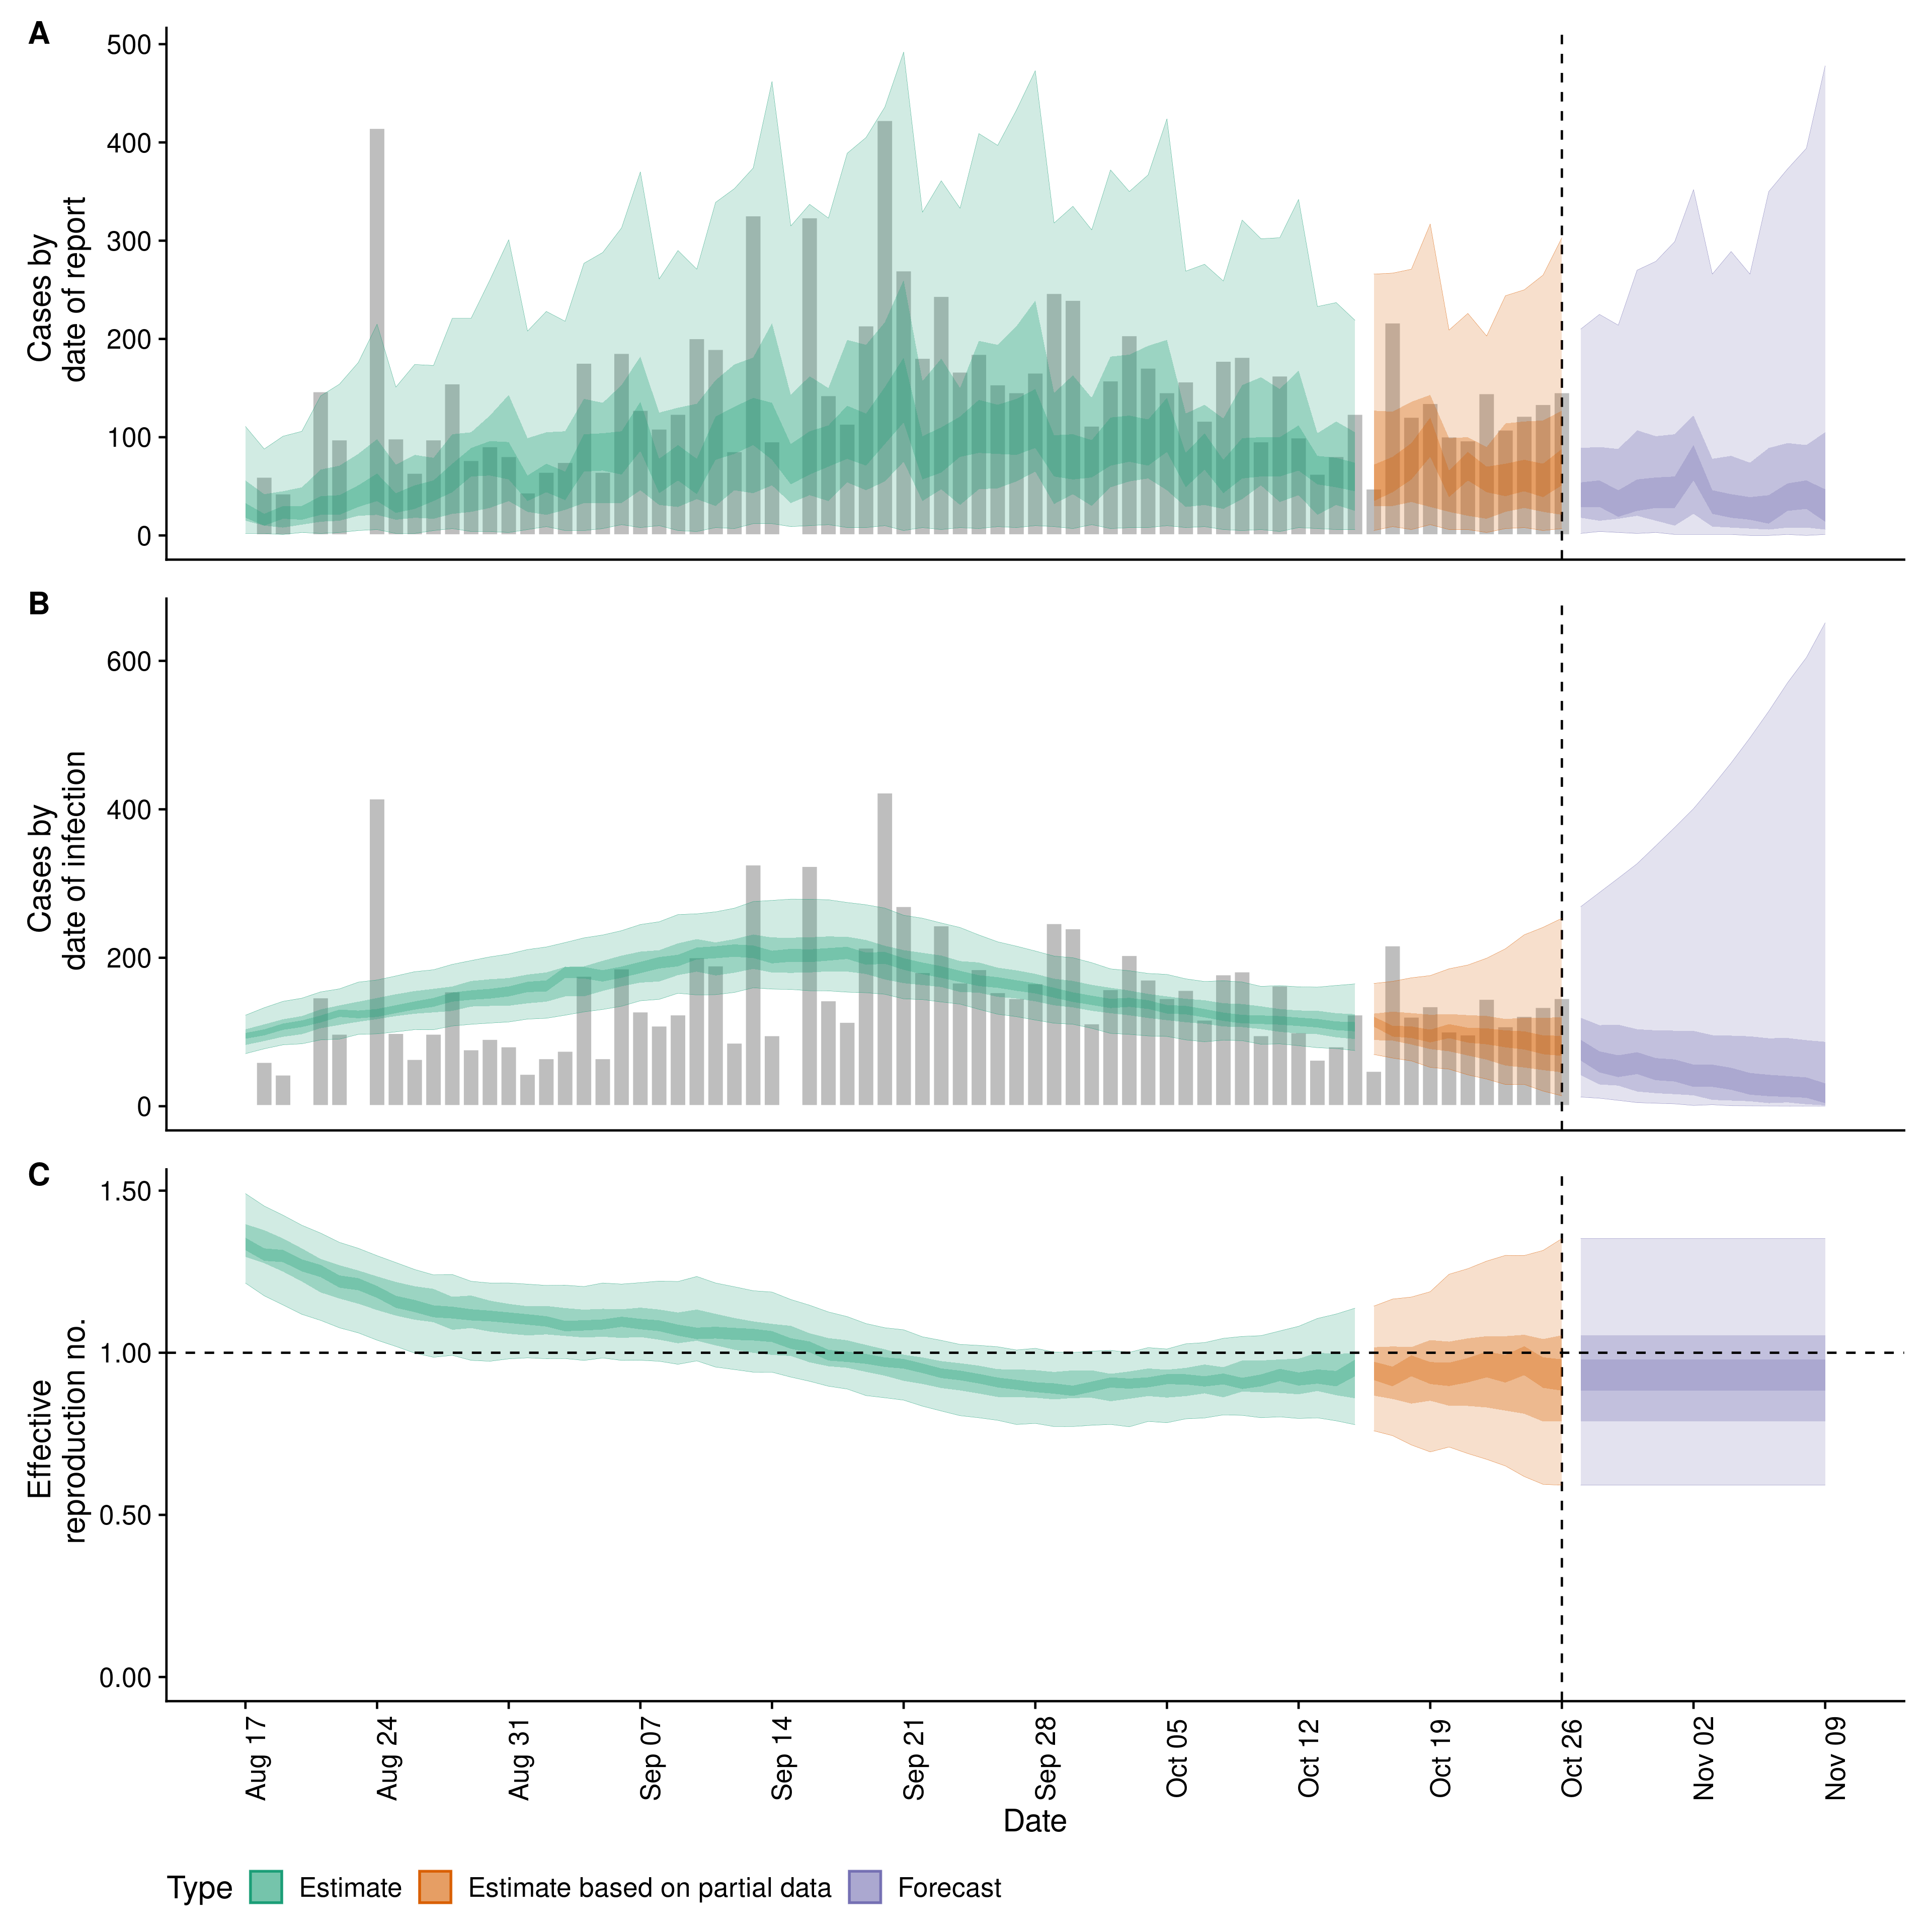 A
500
400
300
200
100
0
Cases by
date of report
B
600
400
200
0
Cases by
date of infection
C
1.50
1.00
0.50
0.00
Effective
reproduction no.
Aug 17
Aug 24
Aug 31
Sep 07
Sep 14
Sep 21
Sep 28
Oct 05
Oct 12
Oct 19
Oct 26
Nov 02
Nov 09
Date
Type Estimate Estimate based on partial data Forecast